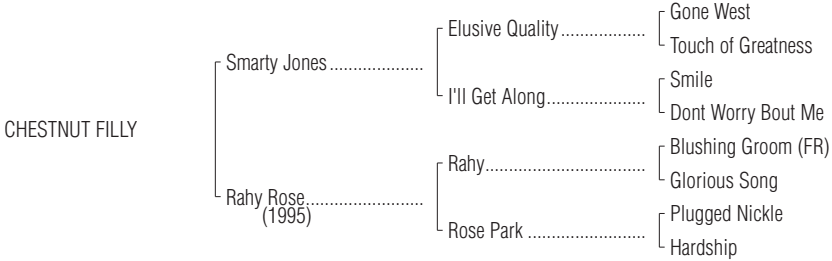 Gone West
Elusive Quality...................
Touch of Greatness
Smarty Jones.....................
Smile
I'll Get Along......................
Dont Worry Bout Me
CHESTNUT FILLY
Blushing Groom (FR)
Rahy....................................
Glorious Song
Rahy Rose..........................
(1995)
Plugged Nickle
Rose Park ..........................
Hardship